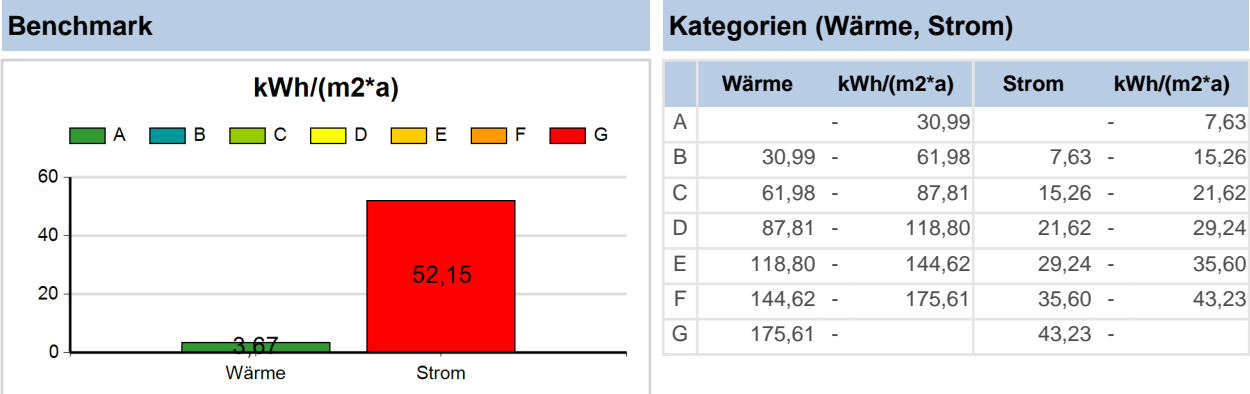 Benchmark
kWh/(m2*a)
A B C D E F G
60
40
20
0
52,15
3,67
Wärme Strom
Kategorien (Wärme, Strom)
Wärme kWh/(m2*a) Strom kWh/(m2*a)
A - 30,99 - 7,63
B 30,99 - 61,98 7,63 - 15,26
C 61,98 - 87,81 15,26 - 21,62
D 87,81 - 118,80 21,62 - 29,24
E 118,80 - 144,62 29,24 - 35,60
F 144,62 - 175,61 35,60 - 43,23
G 175,61 - 43,23 -